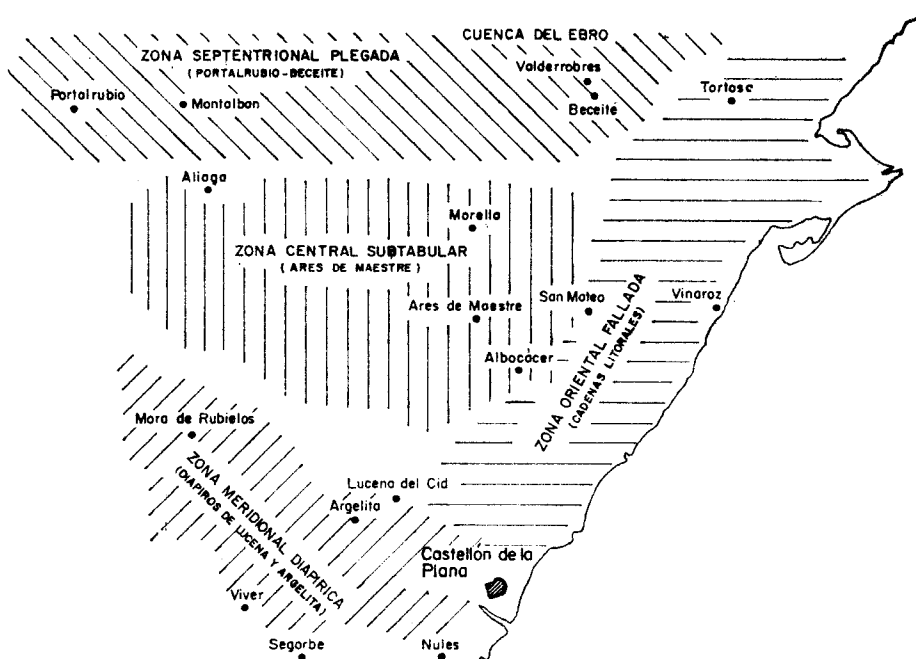 CUENCA DEL EBRO
ZONA SEPTENTRIONAL PLEGADA
(PORTALRUBIO-BECEITE)
Valderrobres
Portalrubio
Montalban
Beceite
Tortosa
Aliaga
Morella
ZONA CENTRAL SUBTABULAR
(ARES DE MAESTRE)
Ares de Maestre
San Mateo
Vinaroz
Albocacer
ZONA ORIENTAL FALLADA
(CADENAS LITORALES)
Mora de Rubielos
ZONA MERIDIONAL DIAPIRICA
(DIAPIROS DE LUCENA Y ARGELITA)
Lucena del Cid
Argelita
Castellón de la
Plana
Viver
Segorbe
Nules